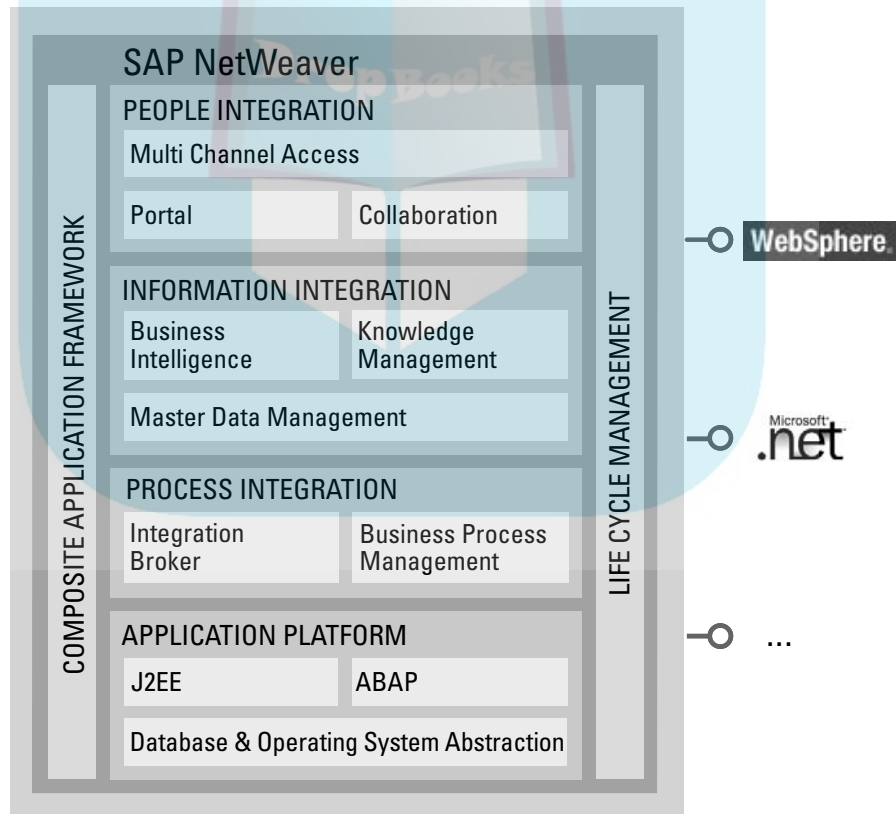 SAP NetWeaver
Drop Books
COMPOSITE APPLICATION FRAMEWORK
PEOPLE INTEGRATION
Multi Channel Access
Portal
Collaboration
INFORMATION INTEGRATION
Business
Intelligence
Knowledge
Management
Master Data Management
PROCESS INTEGRATION
Integration
Broker
Business Process
Management
APPLICATION PLATFORM
J2EE
ABAP
Database & Operating System Abstraction
LIFE CYCLE MANAGEMENT
WebSphere.
Microsoft
.net
...